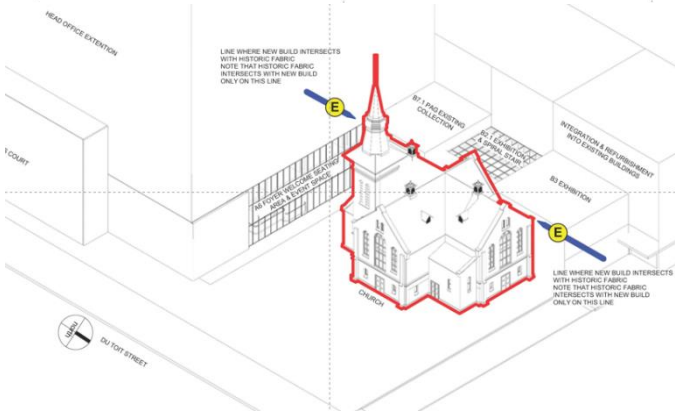 HEAD OFFICE EXTENTION
LINE WHERE NEW BUILD INTERSECTS
WITH HISTORIC FABRIC
NOTE THAT HISTORIC FABRIC
INTERSECTS WITH NEW BUILD
ONLY ON THIS LINE
E
B7.1 PAG EXISTING
COLLECTION
B2.1 EXHIBITION
& SPIRAL STAIR
INTEGRATION & REFURBISHMENT
INTO EXISTING BUILDINGS
B3 EXHIBITION
COURT
A6 FOYER WELCOME SEATING
AREA & EVENT SPACE
E
LINE WHERE NEW BUILD INTERSECTS
WITH HISTORIC FABRIC
NOTE THAT HISTORIC FABRIC
INTERSECTS WITH NEW BUILD
ONLY ON THIS LINE
CHURCH
DU TOIT STREET